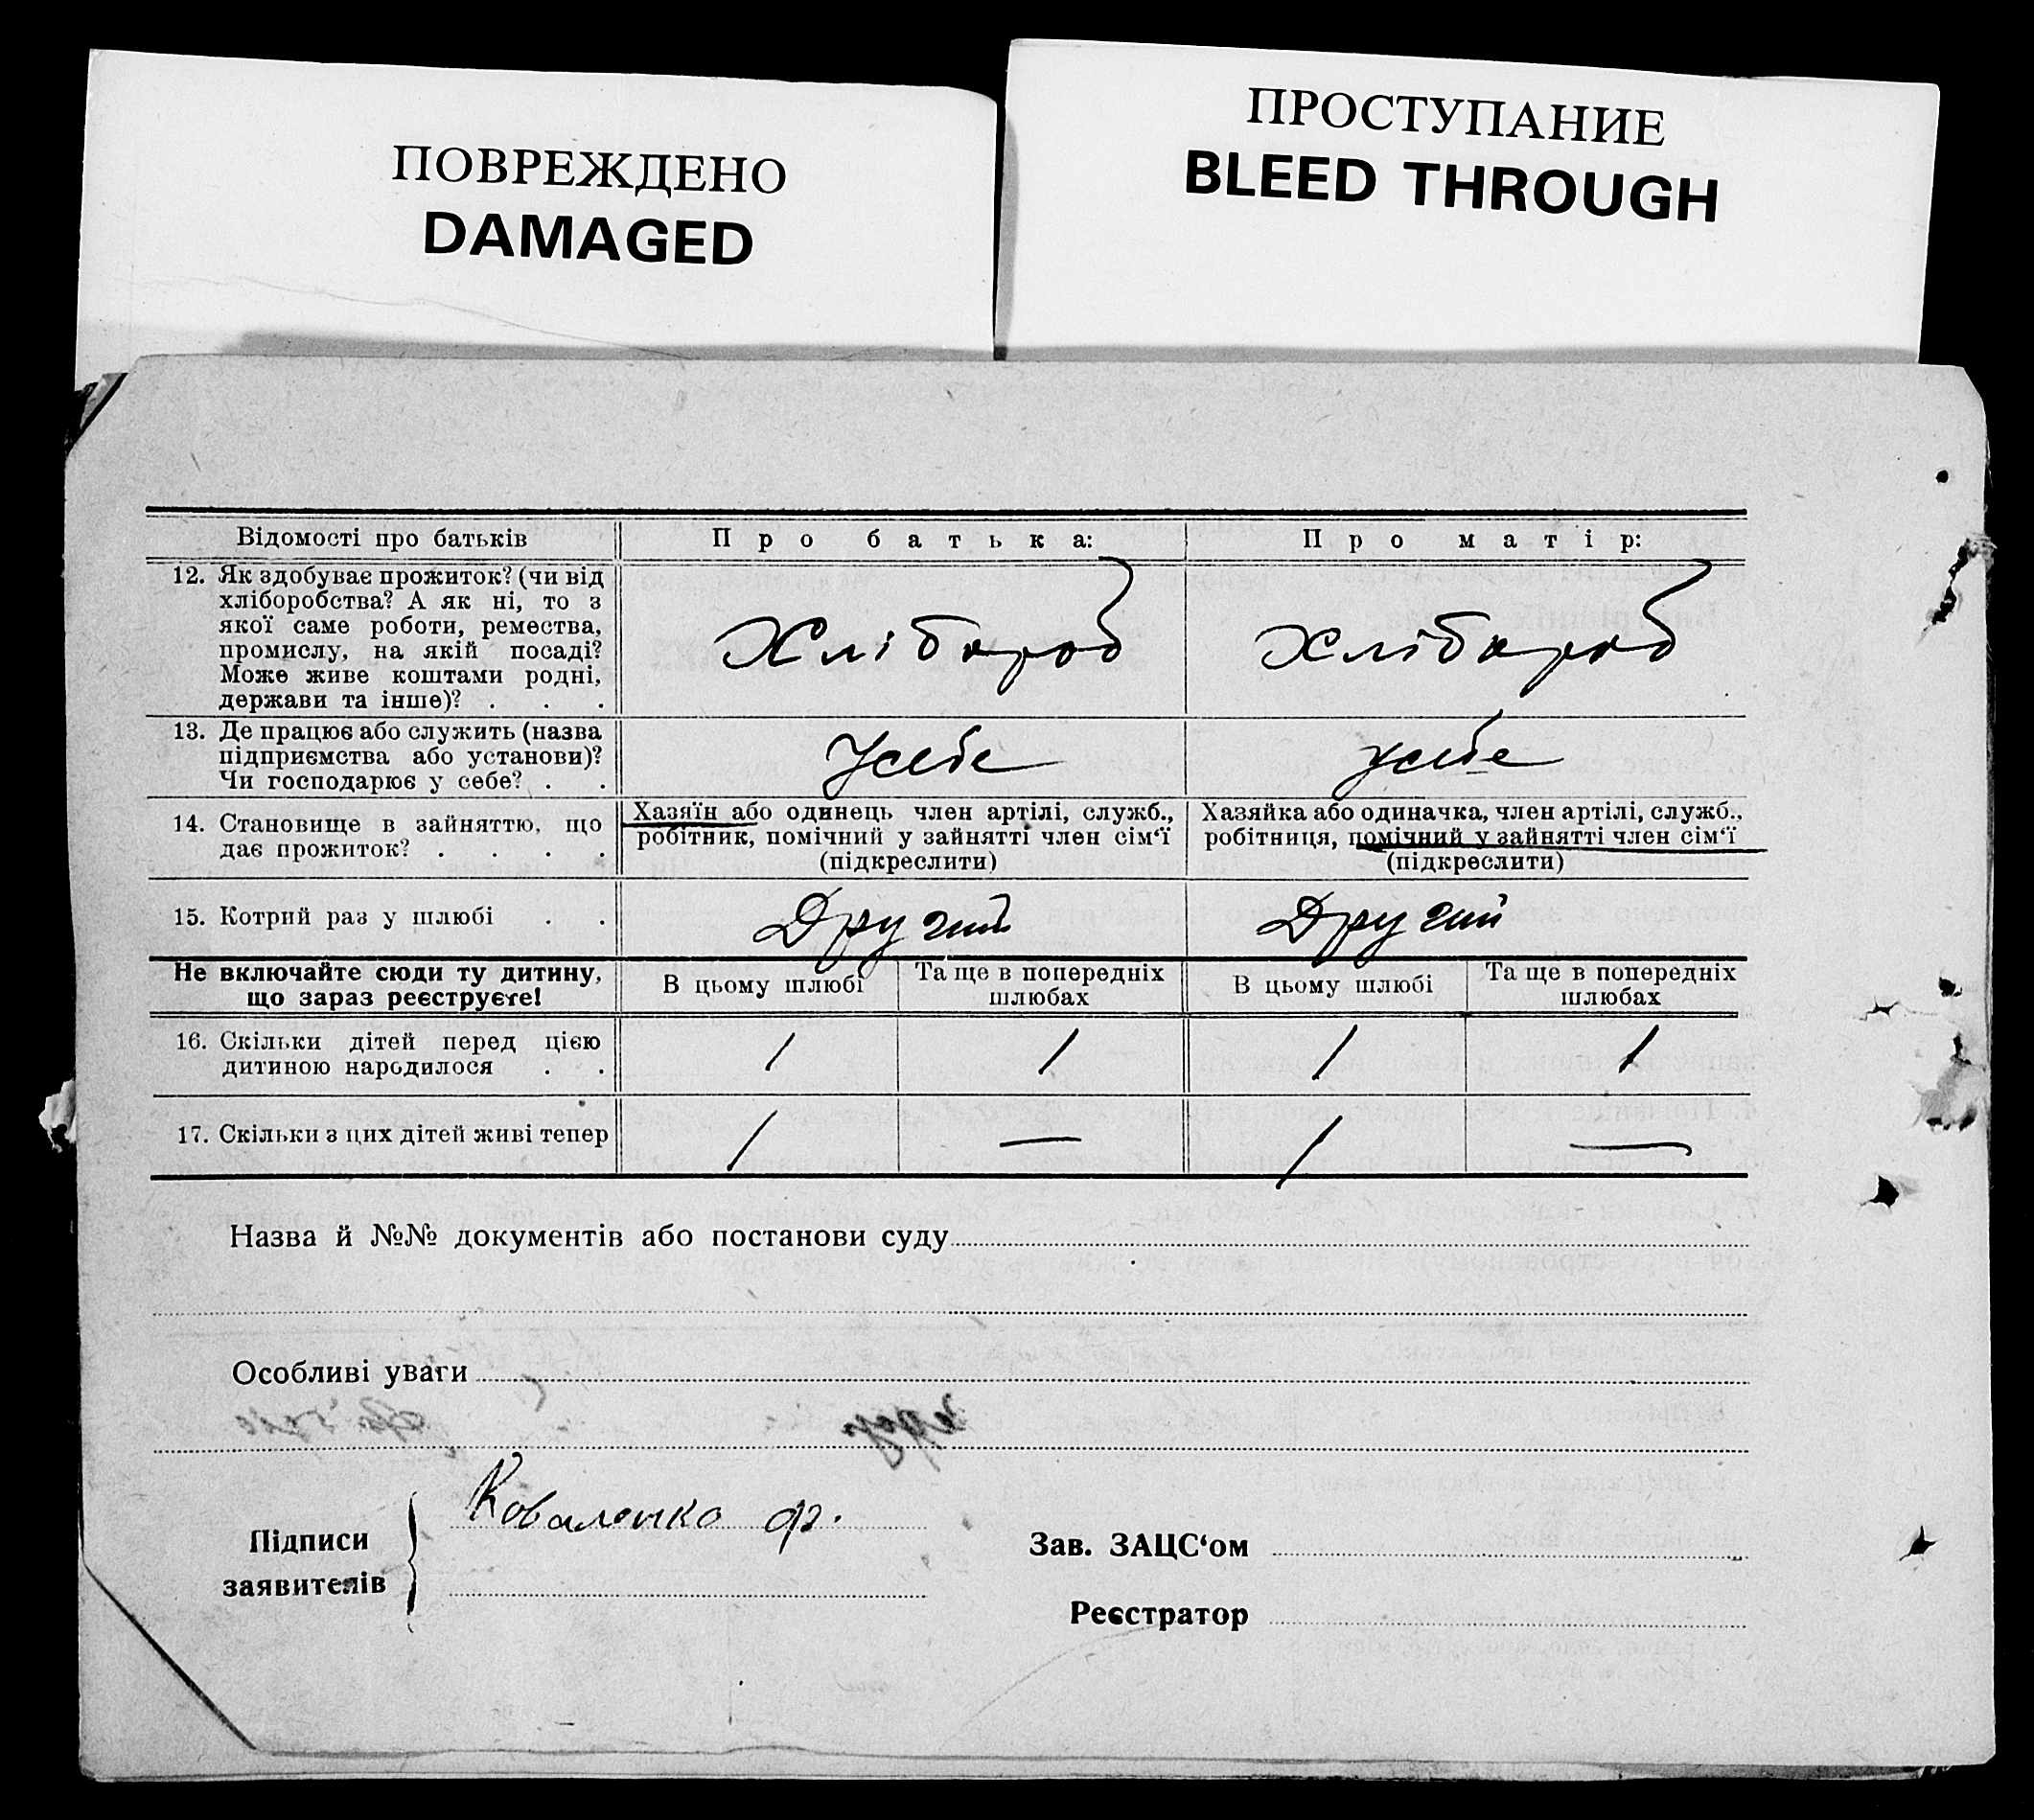 ПОВРЕЖДЕНО
DAMAGED
ПРОСТУПАНИЕ
BLEED THROUGH
Відомості про батьків
Про батька:
Про матір:
12. Як здобуває прожиток? (чи від
хліборобства? А як ні, то з
якої саме роботи, ремества,
промислу, на якій посаді?
Може живе коштами родні,
держави та інше)? . . .
Хлібороб
Хлібороб
13. Де працює або служить (назва
підприємства або установи)?
Чи господарює у себе? . .
У себе
у себе
14. Становище в зайняттю, що
дає прожиток? . . . .
Хазяїн або одинець член артілі, служб.,
робітник, помічний у зайнятті член сім‘ї
(підкреслити)
Хазяйка або одиначка, член артілі, служб.,
робітниця, помічний у зайнятті член сім‘ї
(підкреслити)
15. Котрий раз у шлюбі . .
Другий
Другий
Не включайте сюди ту дитину,
що зараз реєструєте!
В цьому шлюбі
Та ще в попередніх
шлюбах
В цьому шлюбі
Та ще в попередніх
шлюбах
16. Скільки дітей перед цією
дитиною народилося . .
1
1
1
1
17. Скільки з цих дітей живі тепер
1
—
1
—
Назва й №№ документів або постанови суду
Особливі уваги
Підписи
заявителів
Коваленко Ф.
Зав. ЗАЦС‘ом
Реєстратор